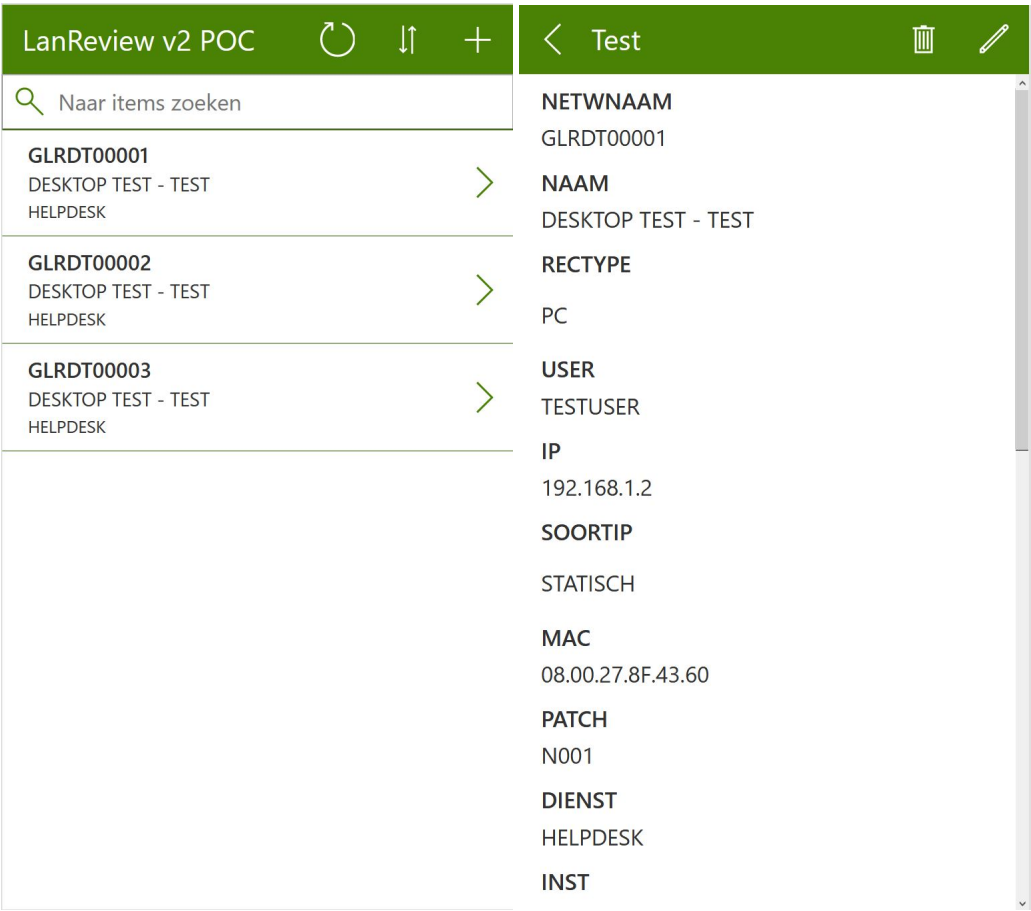 LanReview v2 POC
Naar items zoeken
GLRDT00001
DESKTOP TEST - TEST
HELPDESK
GLRDT00002
DESKTOP TEST - TEST
HELPDESK
GLRDT00003
DESKTOP TEST - TEST
HELPDESK
Test
NETWNAAM
GLRDT00001
NAAM
DESKTOP TEST - TEST
RECTYPE
PC
USER
TESTUSER
IP
192.168.1.2
SOORTIP
STATISCH
MAC
08.00.27.8F.43.60
PATCH
N001
DIENST
HELPDESK
INST